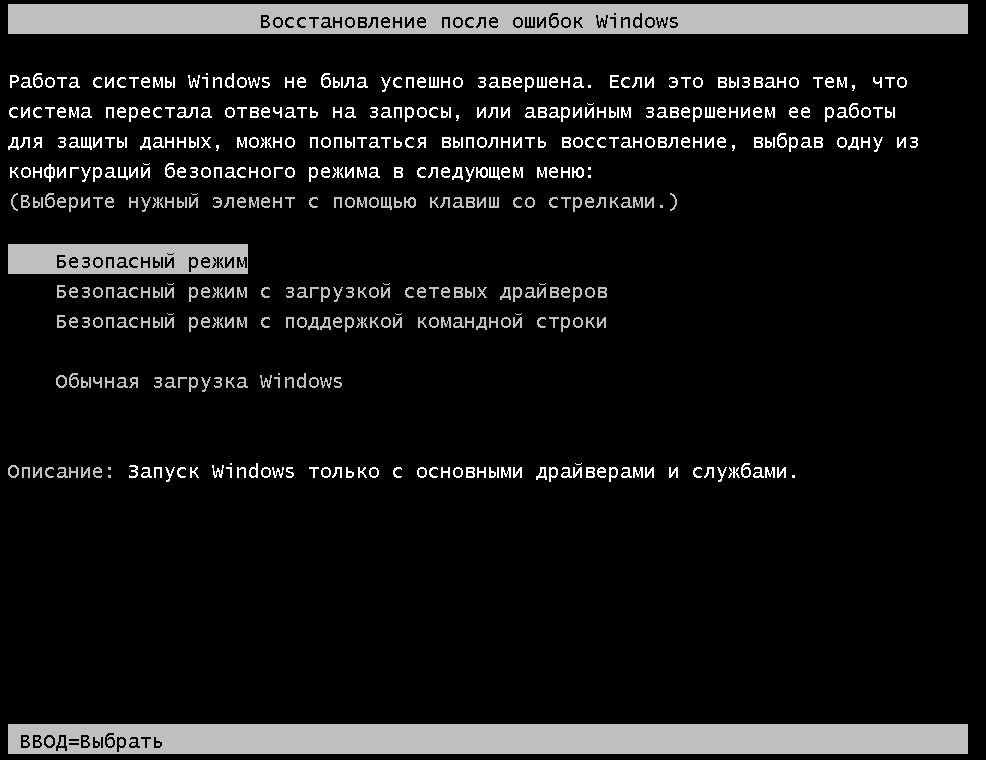 Восстановление после ошибок Windows
Работа системы Windows не была успешно завершена. Если это вызвано тем, что
система перестала отвечать на запросы, или аварийным завершением ее работы
для защиты данных, можно попытаться выполнить восстановление, выбрав одну из
конфигураций безопасного режима в следующем меню:
(Выберите нужный элемент с помощью клавиш со стрелками.)
Безопасный режим
Безопасный режим с загрузкой сетевых драйверов
Безопасный режим с поддержкой командной строки
Обычная загрузка Windows
Описание: Запуск Windows только с основными драйверами и службами.
ВВОД=Выбрать